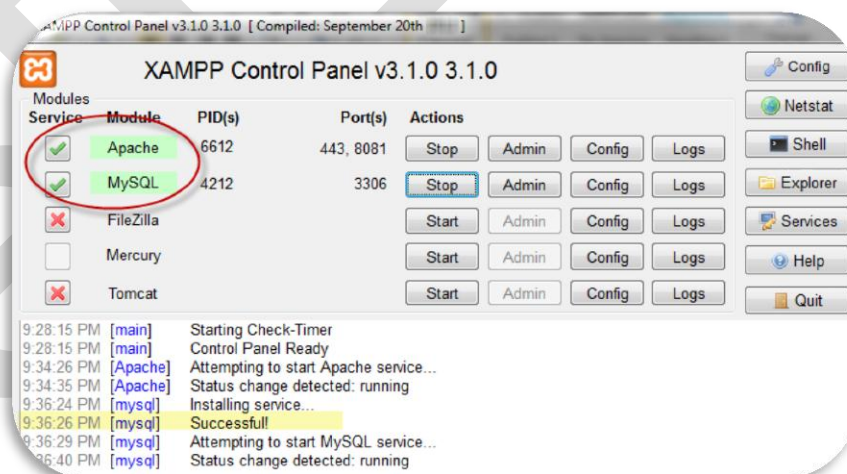 XAMPP Control Panel v3.1.0 3.1.0 [ Compiled: September 20th ]
XAMPP Control Panel v3.1.0 3.1.0
Config
Modules
Service Module PID(s) Port(s) Actions
Netstat
Apache 6612 443, 8081 Stop Admin Config Logs
Shell
MySQL 4212 3306 Stop Admin Config Logs
Explorer
FileZilla Start Admin Config Logs
Services
Mercury Start Admin Config Logs
Help
Tomcat Start Admin Config Logs
Quit
9:28:15 PM [main] Starting Check-Timer
9:28:15 PM [main] Control Panel Ready
9:34:26 PM [Apache] Attempting to start Apache service...
9:34:35 PM [Apache] Status change detected: running
9:36:24 PM [mysql] Installing service...
9:36:26 PM [mysql] Successful!
9:36:29 PM [mysql] Attempting to start MySQL service...
36:40 PM [mysql] Status change detected: running